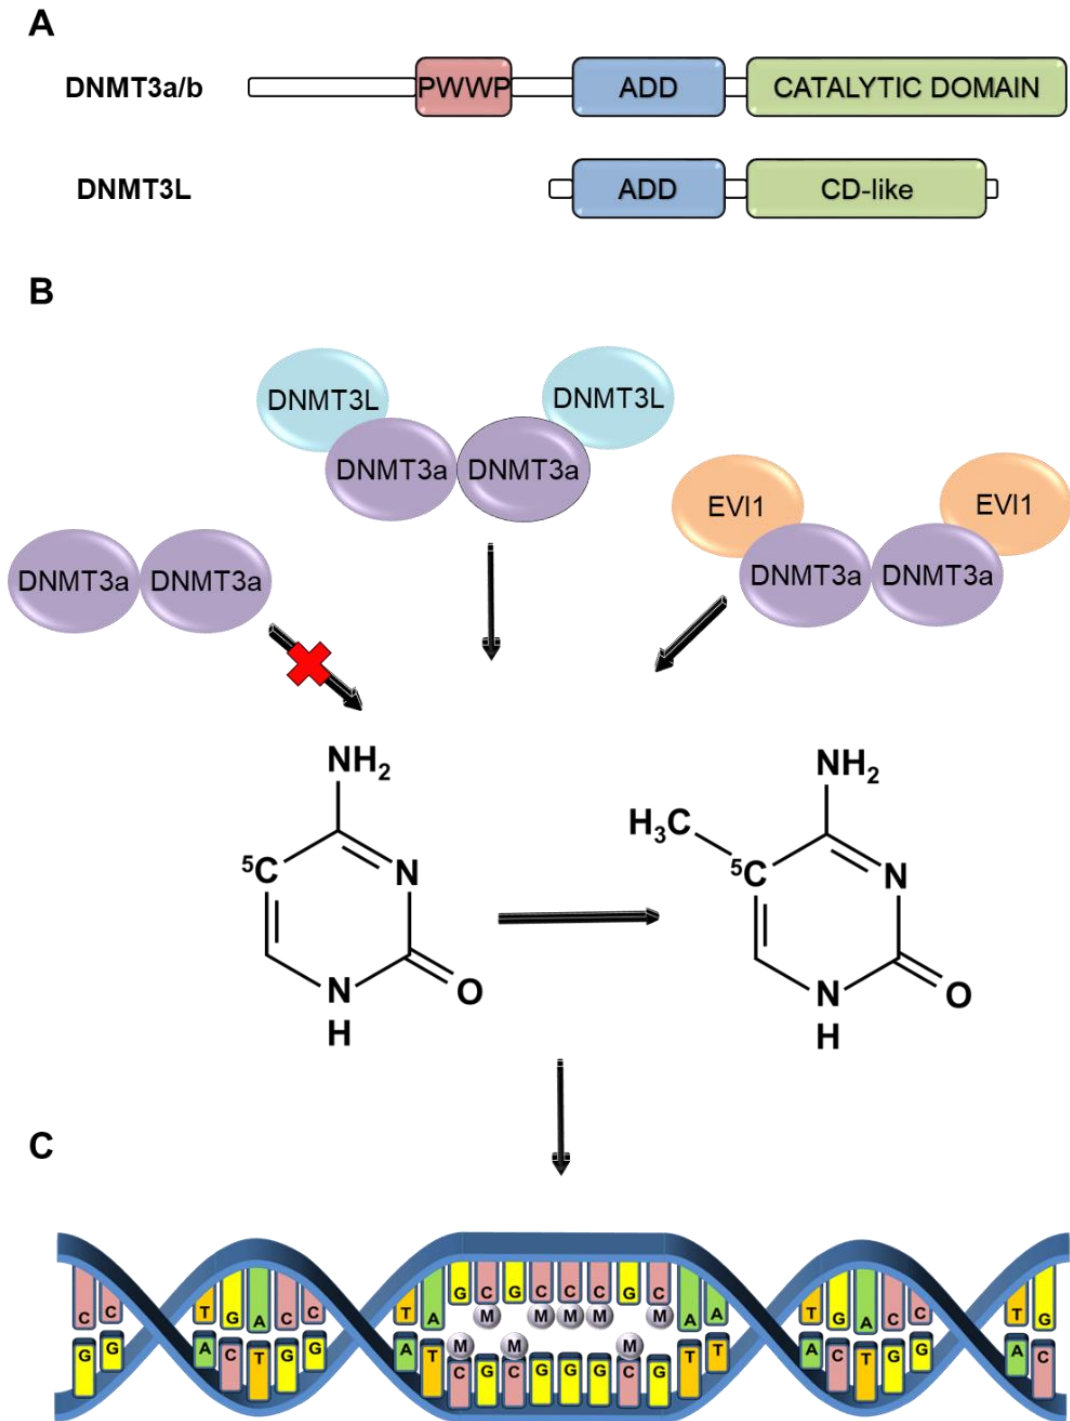 A
DNMT3a/b PWWP ADD CATALYTIC DOMAIN
DNMT3L ADD CD-like
B
DNMT3L DNMT3L
DNMT3a DNMT3a
EVI1 EVI1
DNMT3a DNMT3a
DNMT3a DNMT3a
NH2 NH2
H3C
5C N 5C N
N O N O
H H
C
C C T G A C C T A G C G C C C G C A A T G A C C T G
M M M M M
M M M
G G A C T G G A T C G C G G G C G T T A C T G G A C